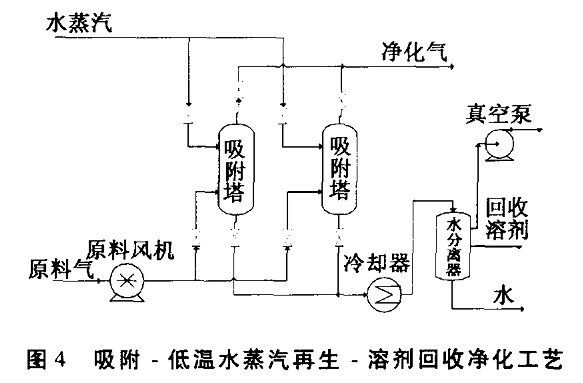 水蒸汽
净化气
真空泵
吸附塔
吸附塔
回收
溶剂
水分离器
原料风机
原料气
冷却器
水
图 4 吸附 - 低温水蒸汽再生 - 溶剂回收净化工艺